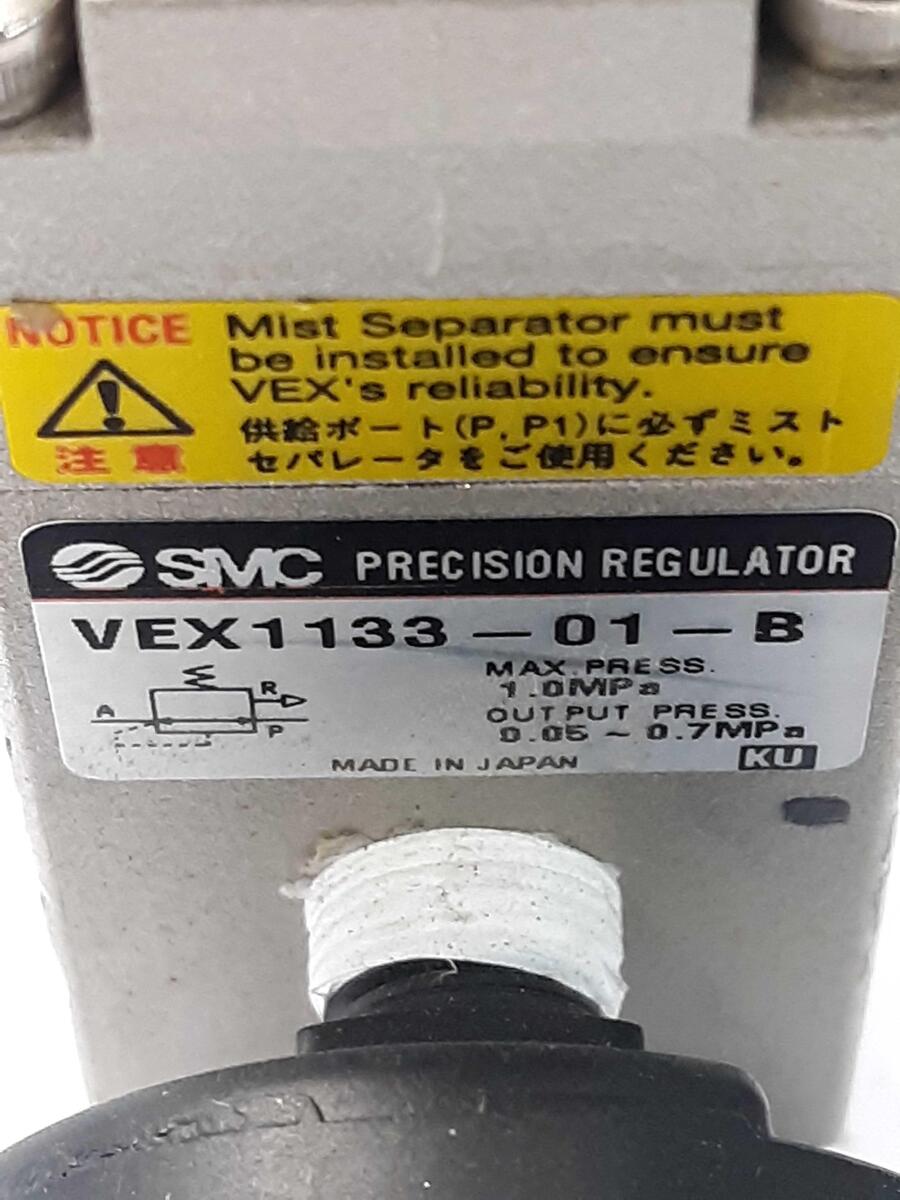 NOTICE
Mist Separator must
be installed to ensure
VEX's reliability.
注意
供給ポート(P, P1)に必ずミスト
セパレータをご使用ください。
SMC PRECISION REGULATOR
VEX1133-01-B
MAX.PRESS.
1.0MPa
OUTPUT PRESS.
0.05 ~ 0.7MPa
A
R
P
MADE IN JAPAN
KU